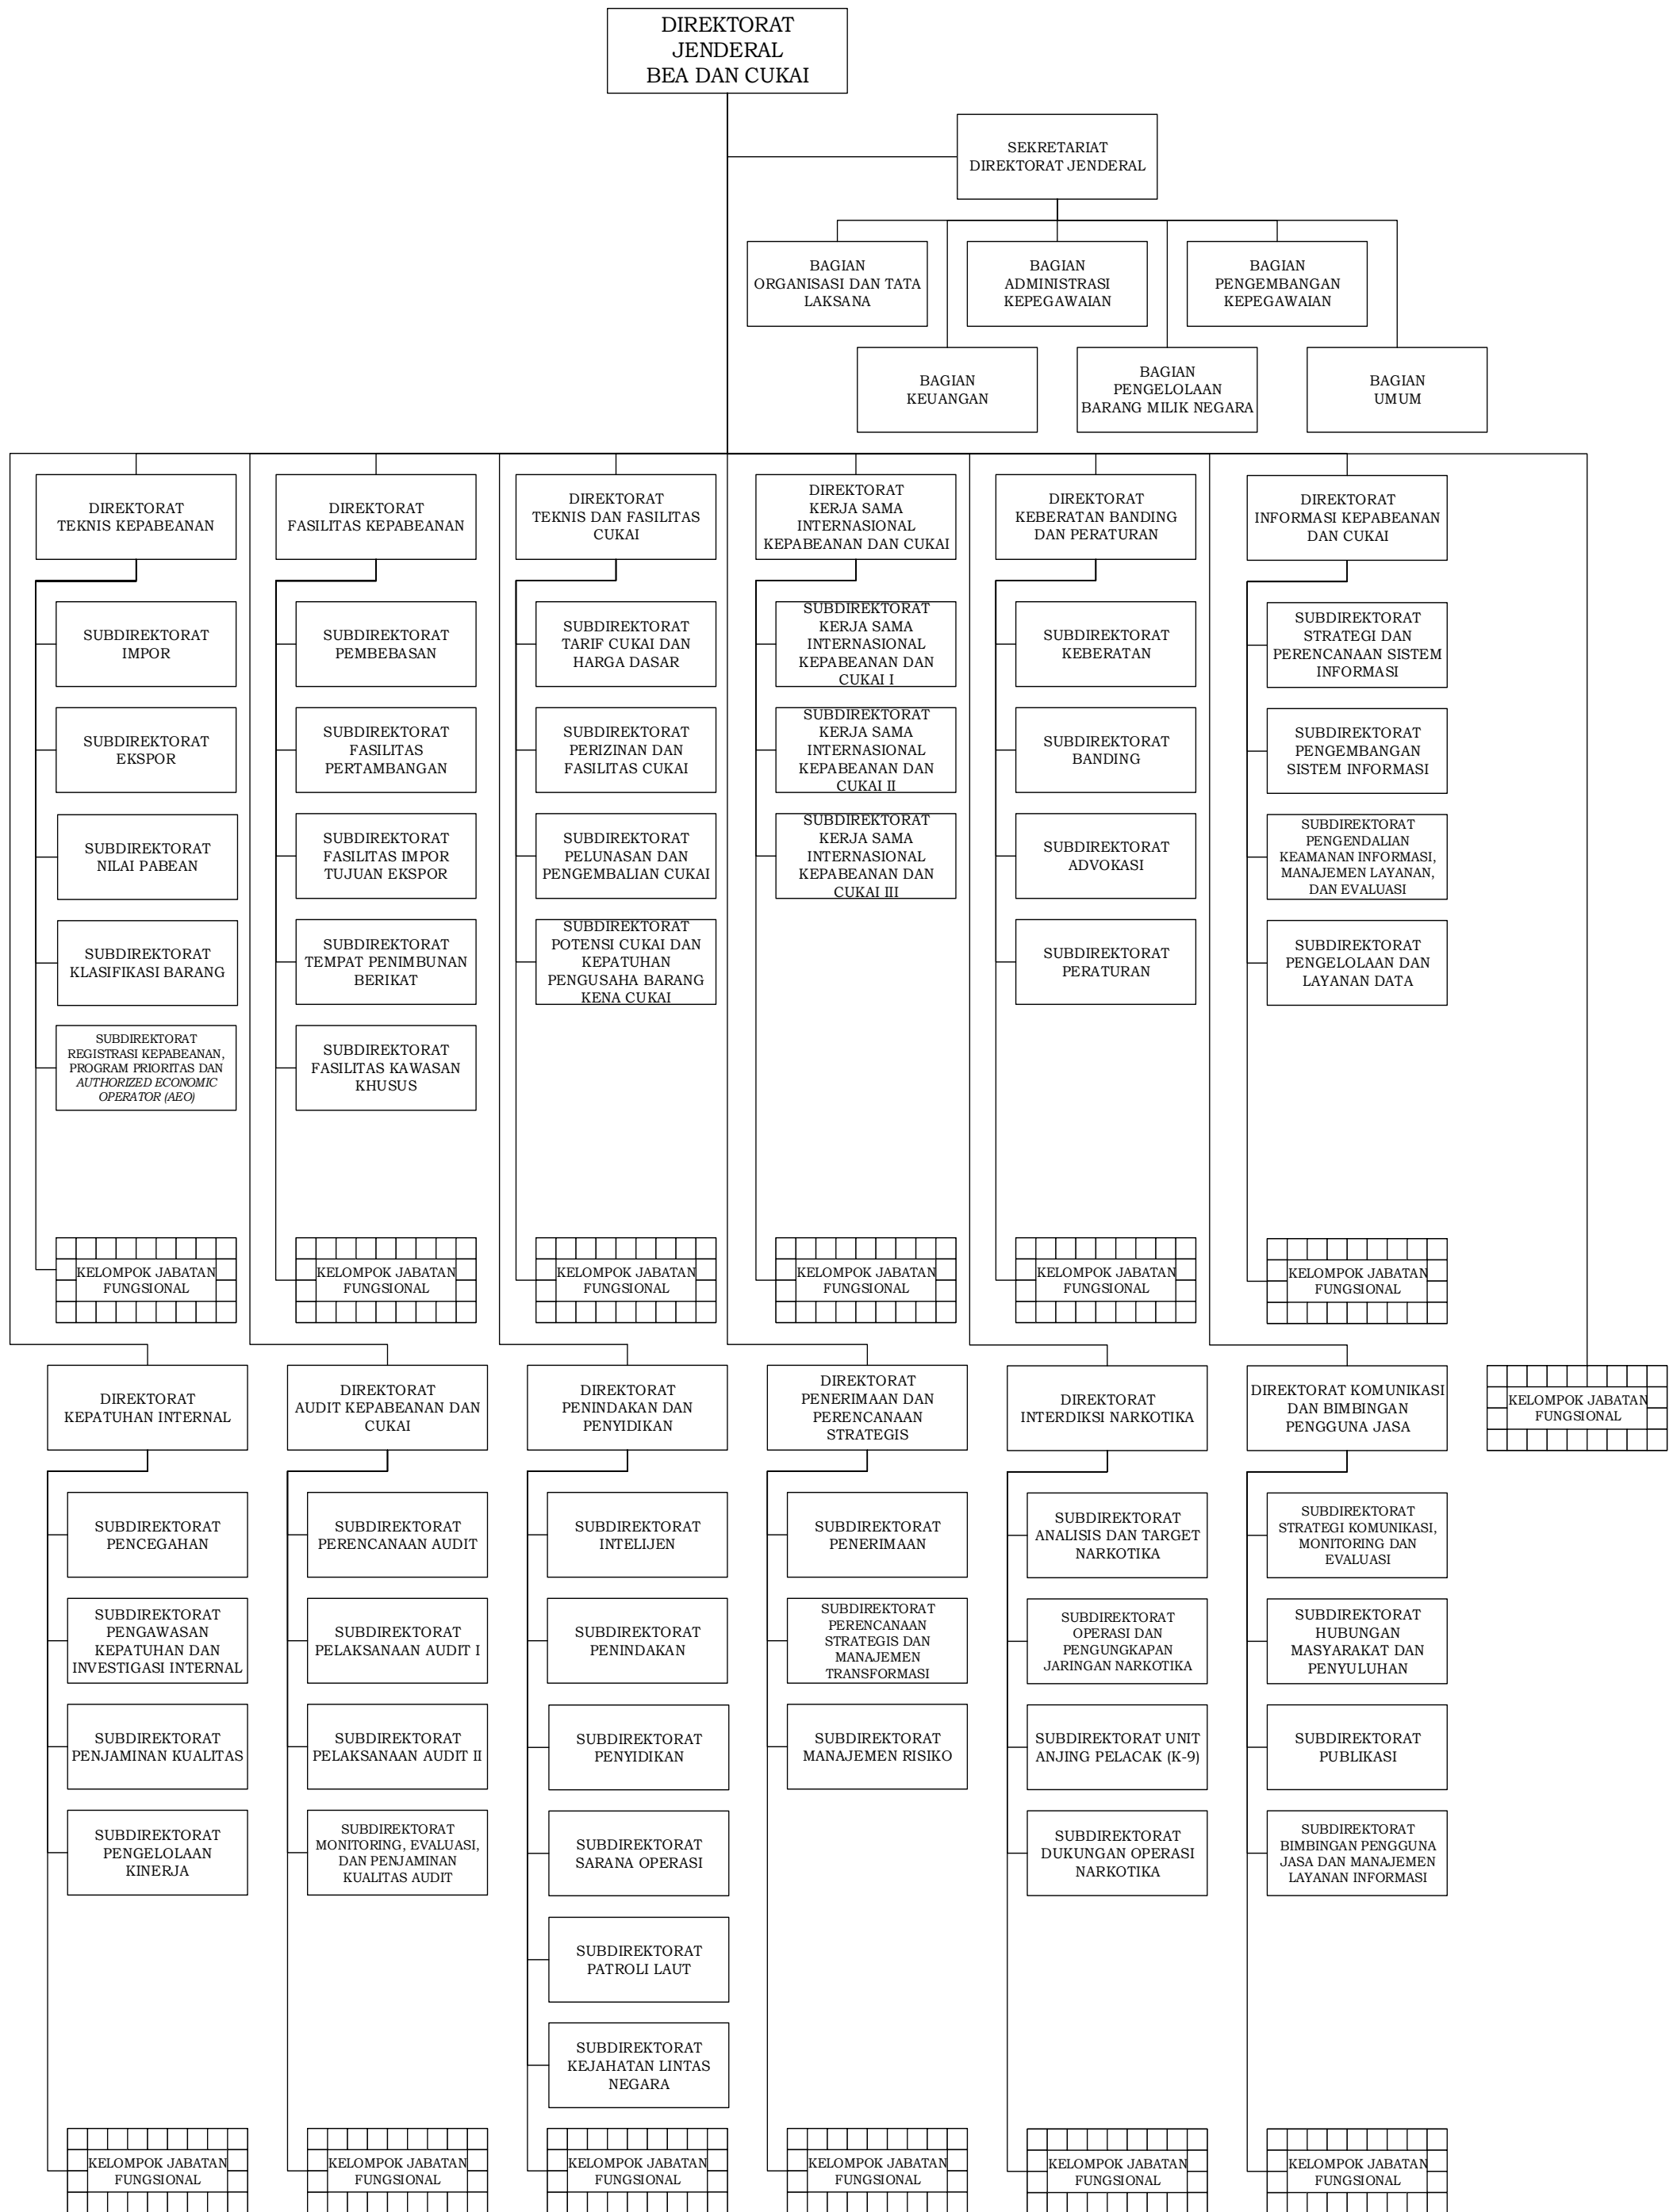 DIREKTORAT
JENDERAL
BEA DAN CUKAI
SEKRETARIAT
DIREKTORAT JENDERAL
BAGIAN
ORGANISASI DAN TATA
LAKSANA
BAGIAN
ADMINISTRASI
KEPEGAWAIAN
BAGIAN
PENGEMBANGAN
KEPEGAWAIAN
BAGIAN
KEUANGAN
BAGIAN
PENGELOLAAN
BARANG MILIK NEGARA
BAGIAN
UMUM
DIREKTORAT
TEKNIS KEPABEANAN
SUBDIREKTORAT
IMPOR
SUBDIREKTORAT
EKSPOR
SUBDIREKTORAT
NILAI PABEAN
SUBDIREKTORAT
KLASIFIKASI BARANG
SUBDIREKTORAT
REGISTRASI KEPABEANAN,
PROGRAM PRIORITAS DAN
AUTHORIZED ECONOMIC
OPERATOR (AEO)
KELOMPOK JABATAN
FUNGSIONAL
DIREKTORAT
FASILITAS KEPABEANAN
SUBDIREKTORAT
PEMBEBASAN
SUBDIREKTORAT
FASILITAS
PERTAMBANGAN
SUBDIREKTORAT
FASILITAS IMPOR
TUJUAN EKSPOR
SUBDIREKTORAT
TEMPAT PENIMBUNAN
BERIKAT
SUBDIREKTORAT
FASILITAS KAWASAN
KHUSUS
KELOMPOK JABATAN
FUNGSIONAL
DIREKTORAT
TEKNIS DAN FASILITAS
CUKAI
SUBDIREKTORAT
TARIF CUKAI DAN
HARGA DASAR
SUBDIREKTORAT
PERIZINAN DAN
FASILITAS CUKAI
SUBDIREKTORAT
PELUNASAN DAN
PENGEMBALIAN CUKAI
SUBDIREKTORAT
POTENSI CUKAI DAN
KEPATUHAN
PENGUSAHA BARANG
KENA CUKAI
KELOMPOK JABATAN
FUNGSIONAL
DIREKTORAT
KERJA SAMA
INTERNASIONAL
KEPABEANAN DAN CUKAI
SUBDIREKTORAT
KERJA SAMA
INTERNASIONAL
KEPABEANAN DAN
CUKAI I
SUBDIREKTORAT
KERJA SAMA
INTERNASIONAL
KEPABEANAN DAN
CUKAI II
SUBDIREKTORAT
KERJA SAMA
INTERNASIONAL
KEPABEANAN DAN
CUKAI III
KELOMPOK JABATAN
FUNGSIONAL
DIREKTORAT
KEBERATAN BANDING
DAN PERATURAN
SUBDIREKTORAT
KEBERATAN
SUBDIREKTORAT
BANDING
SUBDIREKTORAT
ADVOKASI
SUBDIREKTORAT
PERATURAN
KELOMPOK JABATAN
FUNGSIONAL
DIREKTORAT
INFORMASI KEPABEANAN
DAN CUKAI
SUBDIREKTORAT
STRATEGI DAN
PERENCANAAN SISTEM
INFORMASI
SUBDIREKTORAT
PENGEMBANGAN
SISTEM INFORMASI
SUBDIREKTORAT
PENGENDALIAN
KEAMANAN INFORMASI,
MANAJEMEN LAYANAN,
DAN EVALUASI
SUBDIREKTORAT
PENGELOLAAN DAN
LAYANAN DATA
KELOMPOK JABATAN
FUNGSIONAL
DIREKTORAT
KEPATUHAN INTERNAL
SUBDIREKTORAT
PENCEGAHAN
SUBDIREKTORAT
PENGAWASAN
KEPATUHAN DAN
INVESTIGASI INTERNAL
SUBDIREKTORAT
PENJAMINAN KUALITAS
SUBDIREKTORAT
PENGELOLAAN
KINERJA
KELOMPOK JABATAN
FUNGSIONAL
DIREKTORAT
AUDIT KEPABEANAN DAN
CUKAI
SUBDIREKTORAT
PERENCANAAN AUDIT
SUBDIREKTORAT
PELAKSANAAN AUDIT I
SUBDIREKTORAT
PELAKSANAAN AUDIT II
SUBDIREKTORAT
MONITORING, EVALUASI,
DAN PENJAMINAN
KUALITAS AUDIT
KELOMPOK JABATAN
FUNGSIONAL
DIREKTORAT
PENINDAKAN DAN
PENYIDIKAN
SUBDIREKTORAT
INTELIJEN
SUBDIREKTORAT
PENINDAKAN
SUBDIREKTORAT
PENYIDIKAN
SUBDIREKTORAT
SARANA OPERASI
SUBDIREKTORAT
PATROLI LAUT
SUBDIREKTORAT
KEJAHATAN LINTAS
NEGARA
KELOMPOK JABATAN
FUNGSIONAL
DIREKTORAT
PENERIMAAN DAN
PERENCANAAN
STRATEGIS
SUBDIREKTORAT
PENERIMAAN
SUBDIREKTORAT
PERENCANAAN
STRATEGIS DAN
MANAJEMEN
TRANSFORMASI
SUBDIREKTORAT
MANAJEMEN RISIKO
KELOMPOK JABATAN
FUNGSIONAL
DIREKTORAT
INTERDIKSI NARKOTIKA
SUBDIREKTORAT
ANALISIS DAN TARGET
NARKOTIKA
SUBDIREKTORAT
OPERASI DAN
PENGUNGKAPAN
JARINGAN NARKOTIKA
SUBDIREKTORAT UNIT
ANJING PELACAK (K-9)
SUBDIREKTORAT
DUKUNGAN OPERASI
NARKOTIKA
KELOMPOK JABATAN
FUNGSIONAL
DIREKTORAT KOMUNIKASI
DAN BIMBINGAN
PENGGUNA JASA
SUBDIREKTORAT
STRATEGI KOMUNIKASI,
MONITORING DAN
EVALUASI
SUBDIREKTORAT
HUBUNGAN
MASYARAKAT DAN
PENYULUHAN
SUBDIREKTORAT
PUBLIKASI
SUBDIREKTORAT
BIMBINGAN PENGGUNA
JASA DAN MANAJEMEN
LAYANAN INFORMASI
KELOMPOK JABATAN
FUNGSIONAL
KELOMPOK JABATAN
FUNGSIONAL